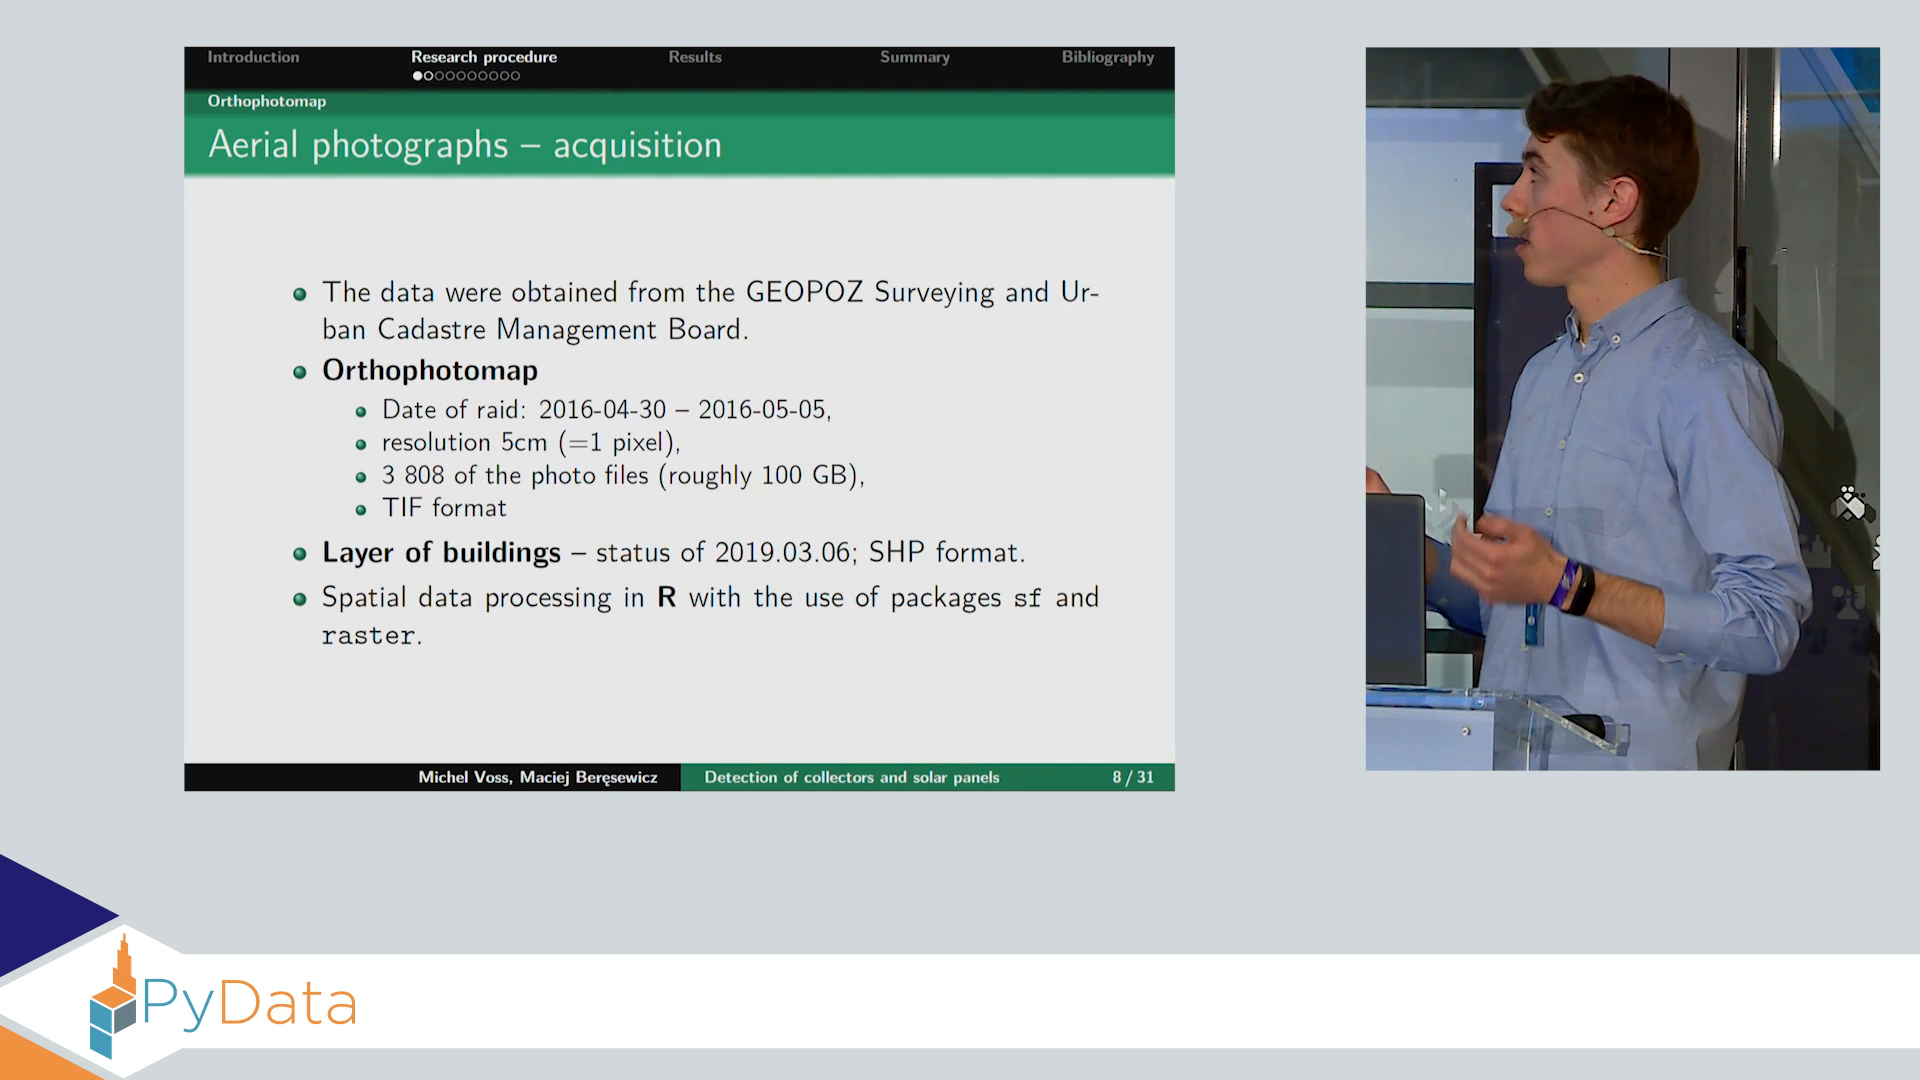 Introduction Research procedure Results Summary Bibliography
Orthophotomap
Aerial photographs – acquisition
The data were obtained from the GEOPOZ Surveying and Ur-
ban Cadastre Management Board.
Orthophotomap
Date of raid: 2016-04-30 – 2016-05-05,
resolution 5cm (=1 pixel),
3 808 of the photo files (roughly 100 GB),
TIF format
Layer of buildings – status of 2019.03.06; SHP format.
Spatial data processing in R with the use of packages sf and
raster.
Michel Voss, Maciej Beręsewicz Detection of collectors and solar panels 8 / 31
PyData